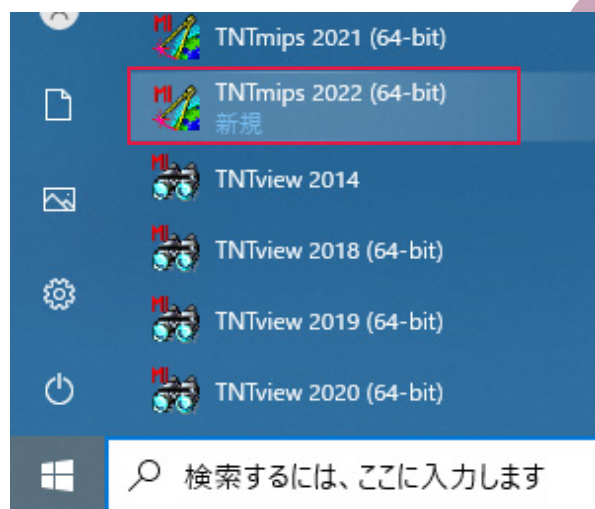 TNTmips 2021 (64-bit)
TNTmips 2022 (64-bit)
新規
TNTview 2014
TNTview 2018 (64-bit)
TNTview 2019 (64-bit)
TNTview 2020 (64-bit)
検索するには、ここに入力します